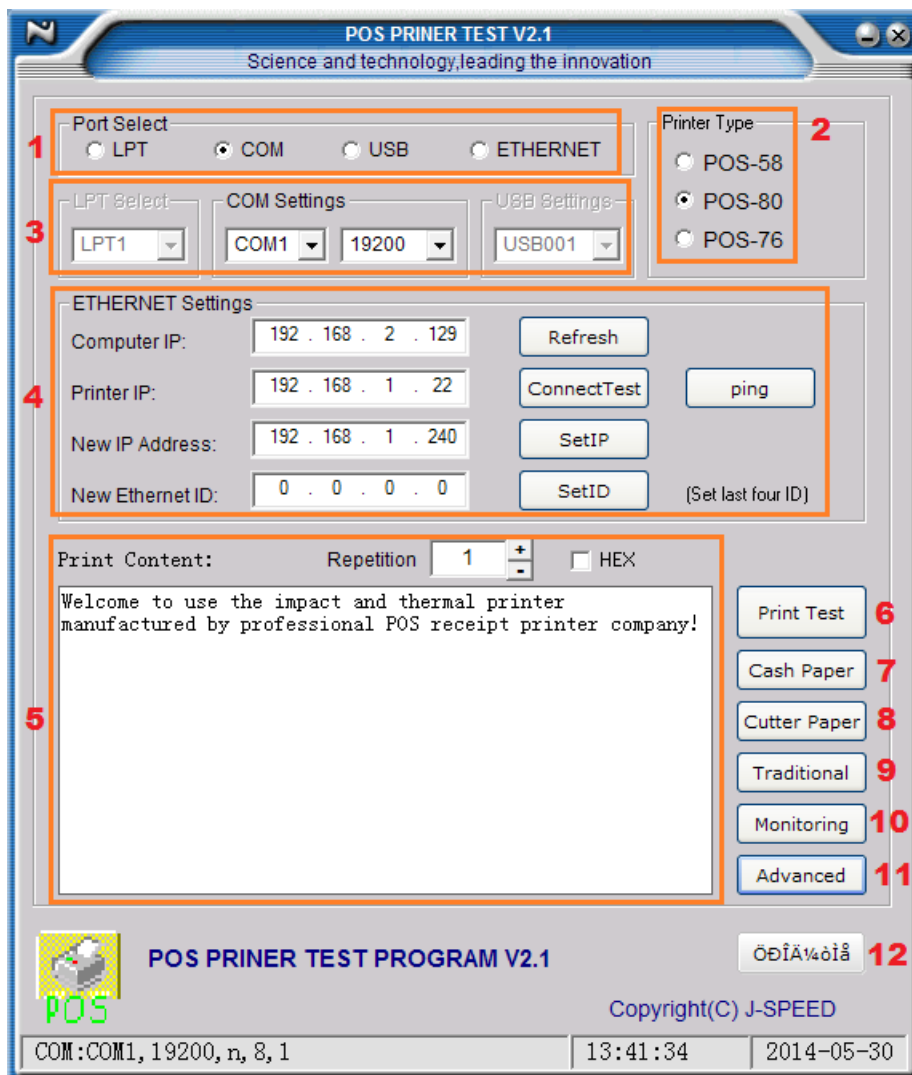 POS PRINER TEST V2.1
Science and technology,leading the innovation
1
Port Select
LPT
COM
USB
ETHERNET
Printer Type
2
POS-58
POS-80
POS-76
3
LPT Select
LPT1
COM Settings
COM1
19200
USB Settings
USB001
4
ETHERNET Settings
Computer IP:
192 . 168 . 2 . 129
Refresh
Printer IP:
192 . 168 . 1 . 22
ConnectTest
ping
New IP Address:
192 . 168 . 1 . 240
SetIP
New Ethernet ID:
0 . 0 . 0 . 0
SetID
(Set last four ID)
5
Print Content:
Repetition
1
+
-
HEX
Welcome to use the impact and thermal printer
manufactured by professional POS receipt printer company!
Print Test
6
Cash Paper
7
Cutter Paper
8
Traditional
9
Monitoring
10
Advanced
11
POS
POS PRINER TEST PROGRAM V2.1
ÖÐÎÄ¼òÌå
12
Copyright(C) J-SPEED
COM:COM1,19200,n,8,1
13:41:34
2014-05-30